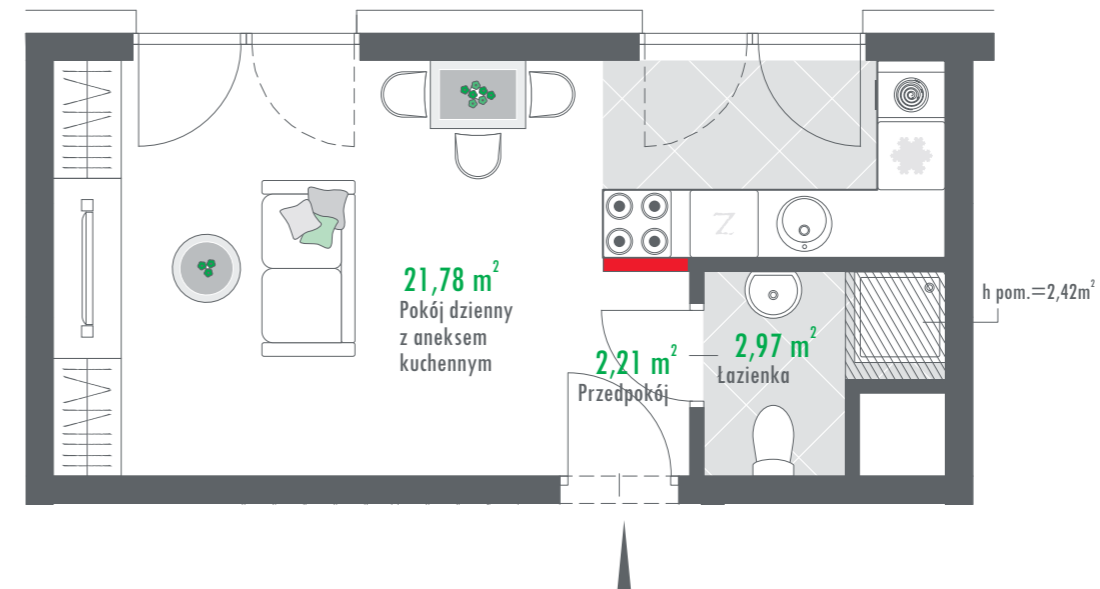 Z
21,78 m²
Pokój dzienny
z aneksem
kuchennym
2,21 m²
Przedpokój
2,97 m²
Łazienka
h pom.=2,42m²